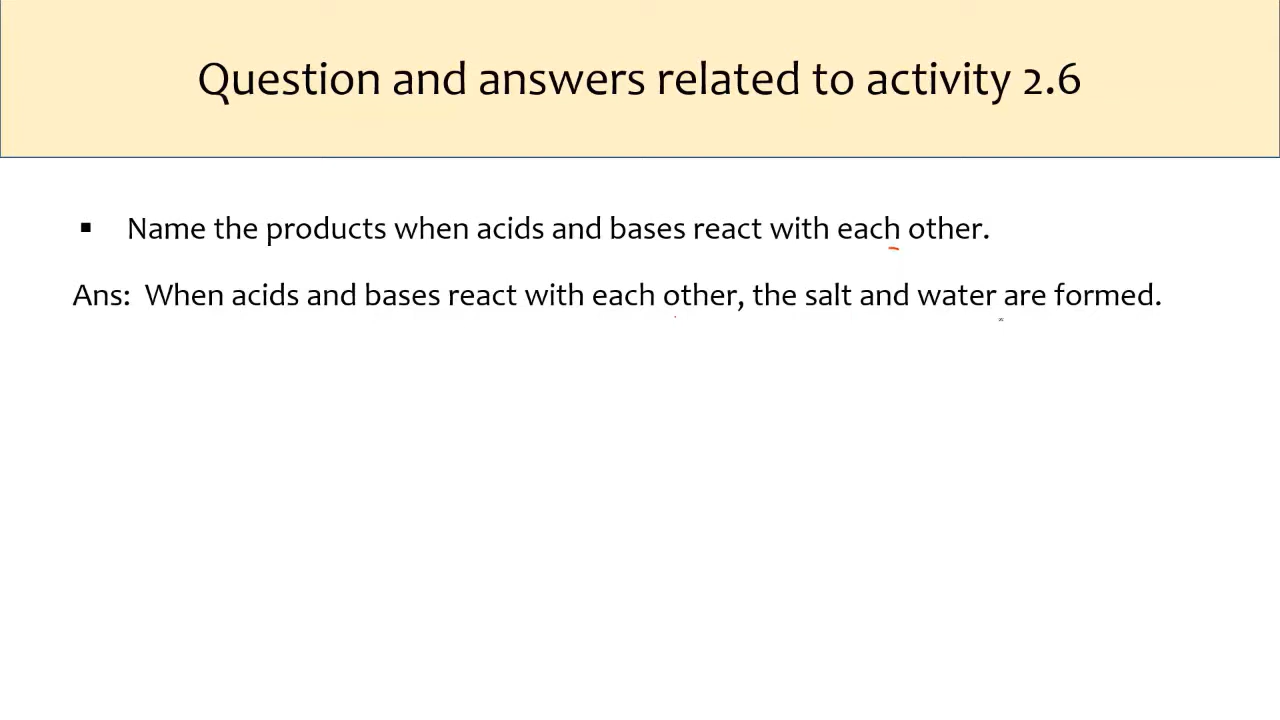 Question and answers related to activity 2.6
▪ Name the products when acids and bases react with each other.
Ans: When acids and bases react with each other, the salt and water are formed.